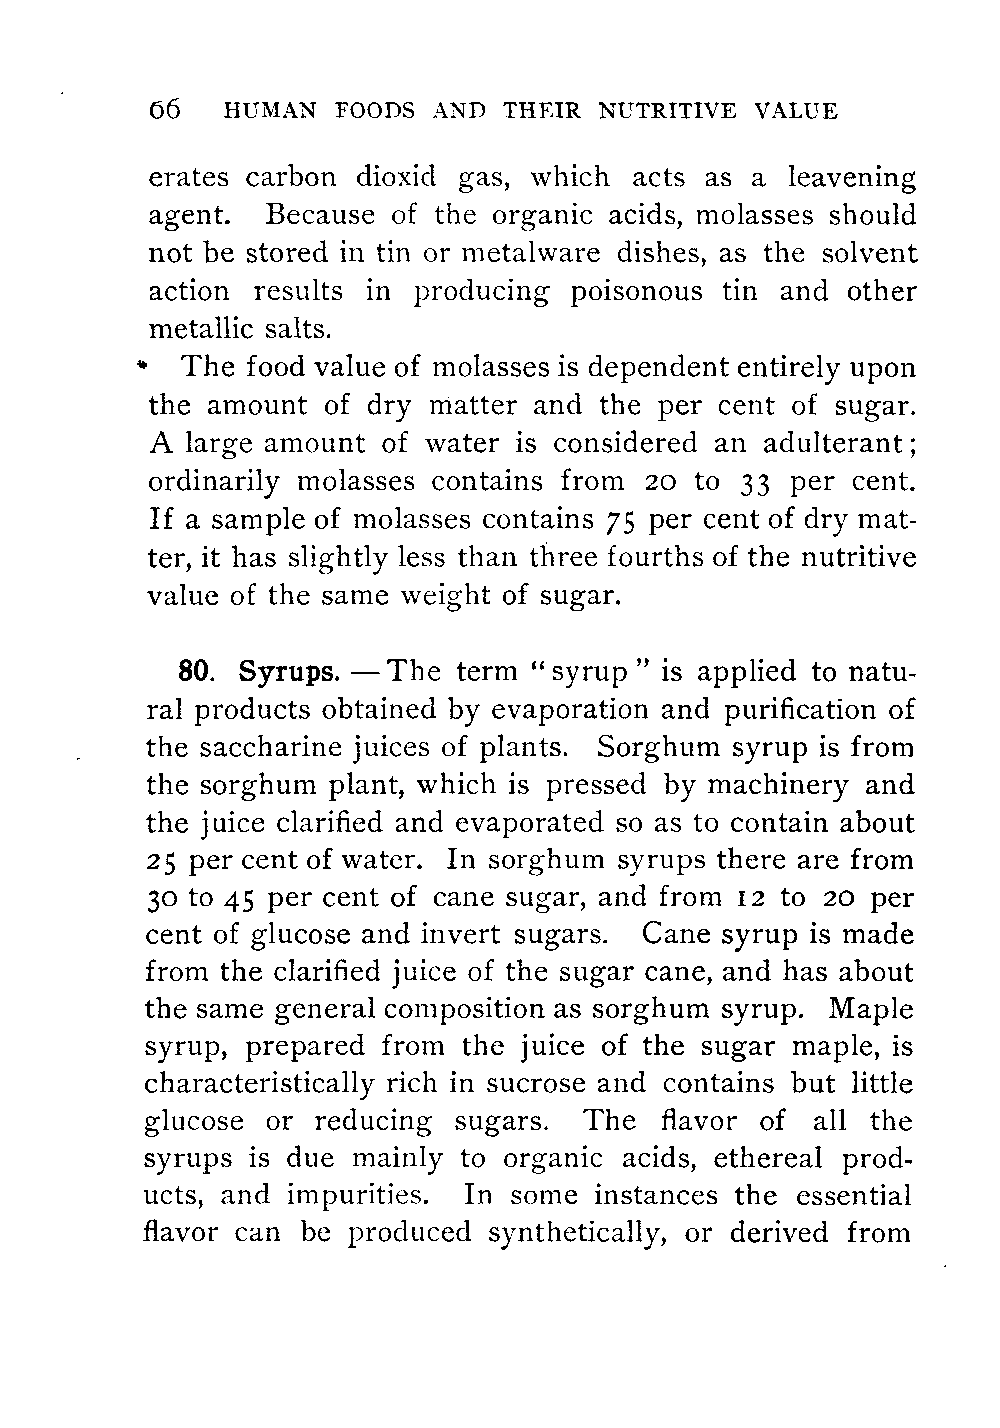 66 HUMAN FOODS AND THEIR NUTRITIVE VALUE
erates carbon dioxid gas, which acts as a leavening
agent. Because of the organic acids, molasses should
not be stored in tin or metalware dishes, as the solvent
action results in producing poisonous tin and other
metallic salts.
The food value of molasses is dependent entirely upon
the amount of dry matter and the per cent of sugar.
A large amount of water is considered an adulterant;
ordinarily molasses contains from 20 to 33 per cent.
If a sample of molasses contains 75 per cent of dry mat-
ter, it has slightly less than three fourths of the nutritive
value of the same weight of sugar.
80. Syrups. — The term "syrup" is applied to natu-
ral products obtained by evaporation and purification of
the saccharine juices of plants. Sorghum syrup is from
the sorghum plant, which is pressed by machinery and
the juice clarified and evaporated so as to contain about
25 per cent of water. In sorghum syrups there are from
30 to 45 per cent of cane sugar, and from 12 to 20 per
cent of glucose and invert sugars. Cane syrup is made
from the clarified juice of the sugar cane, and has about
the same general composition as sorghum syrup. Maple
syrup, prepared from the juice of the sugar maple, is
characteristically rich in sucrose and contains but little
glucose or reducing sugars. The flavor of all the
syrups is due mainly to organic acids, ethereal prod-
ucts, and impurities. In some instances the essential
flavor can be produced synthetically, or derived from